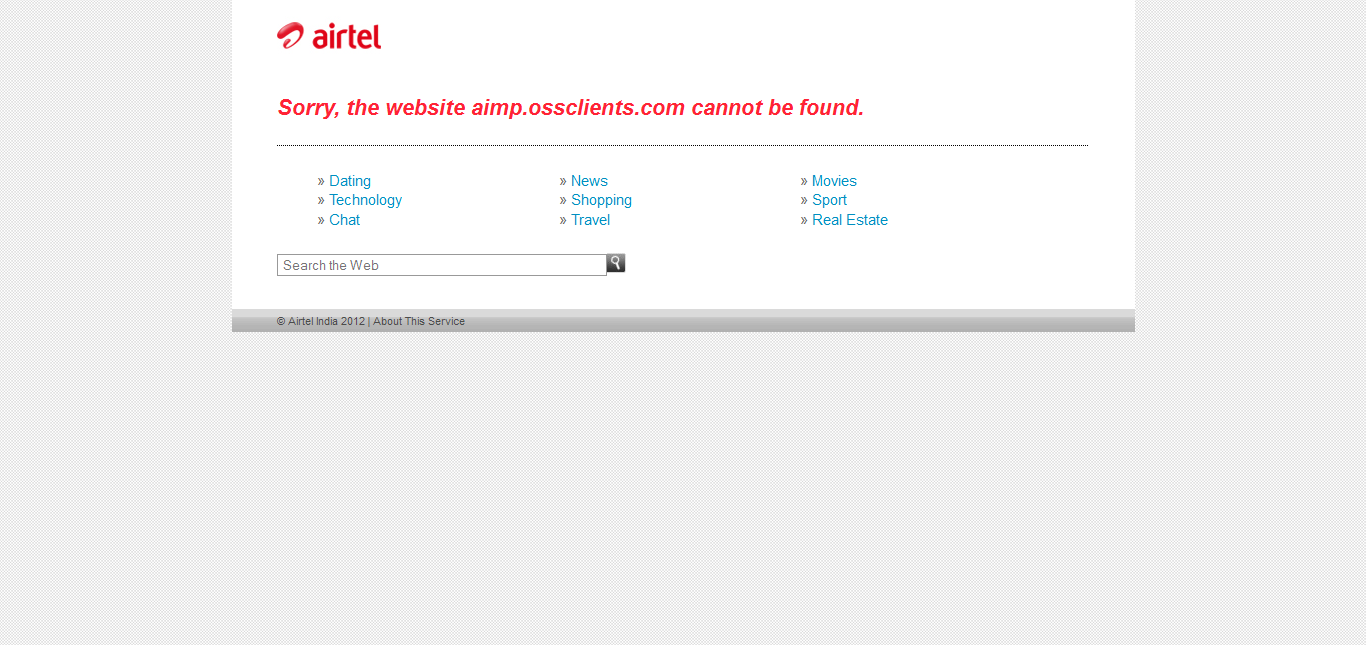 airtel
Sorry, the website aimp.ossclients.com cannot be found.
» Dating
» Technology
» Chat
» News
» Shopping
» Travel
» Movies
» Sport
» Real Estate
Search the Web
© Airtel India 2012 | About This Service